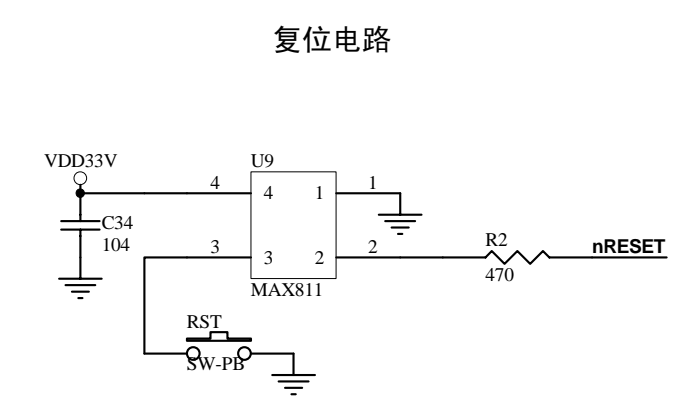 复位电路
VDD33V
U9
4
4
1
1
C34
104
3
3
2
2
R2
470
nRESET
MAX811
RST
SW-PB